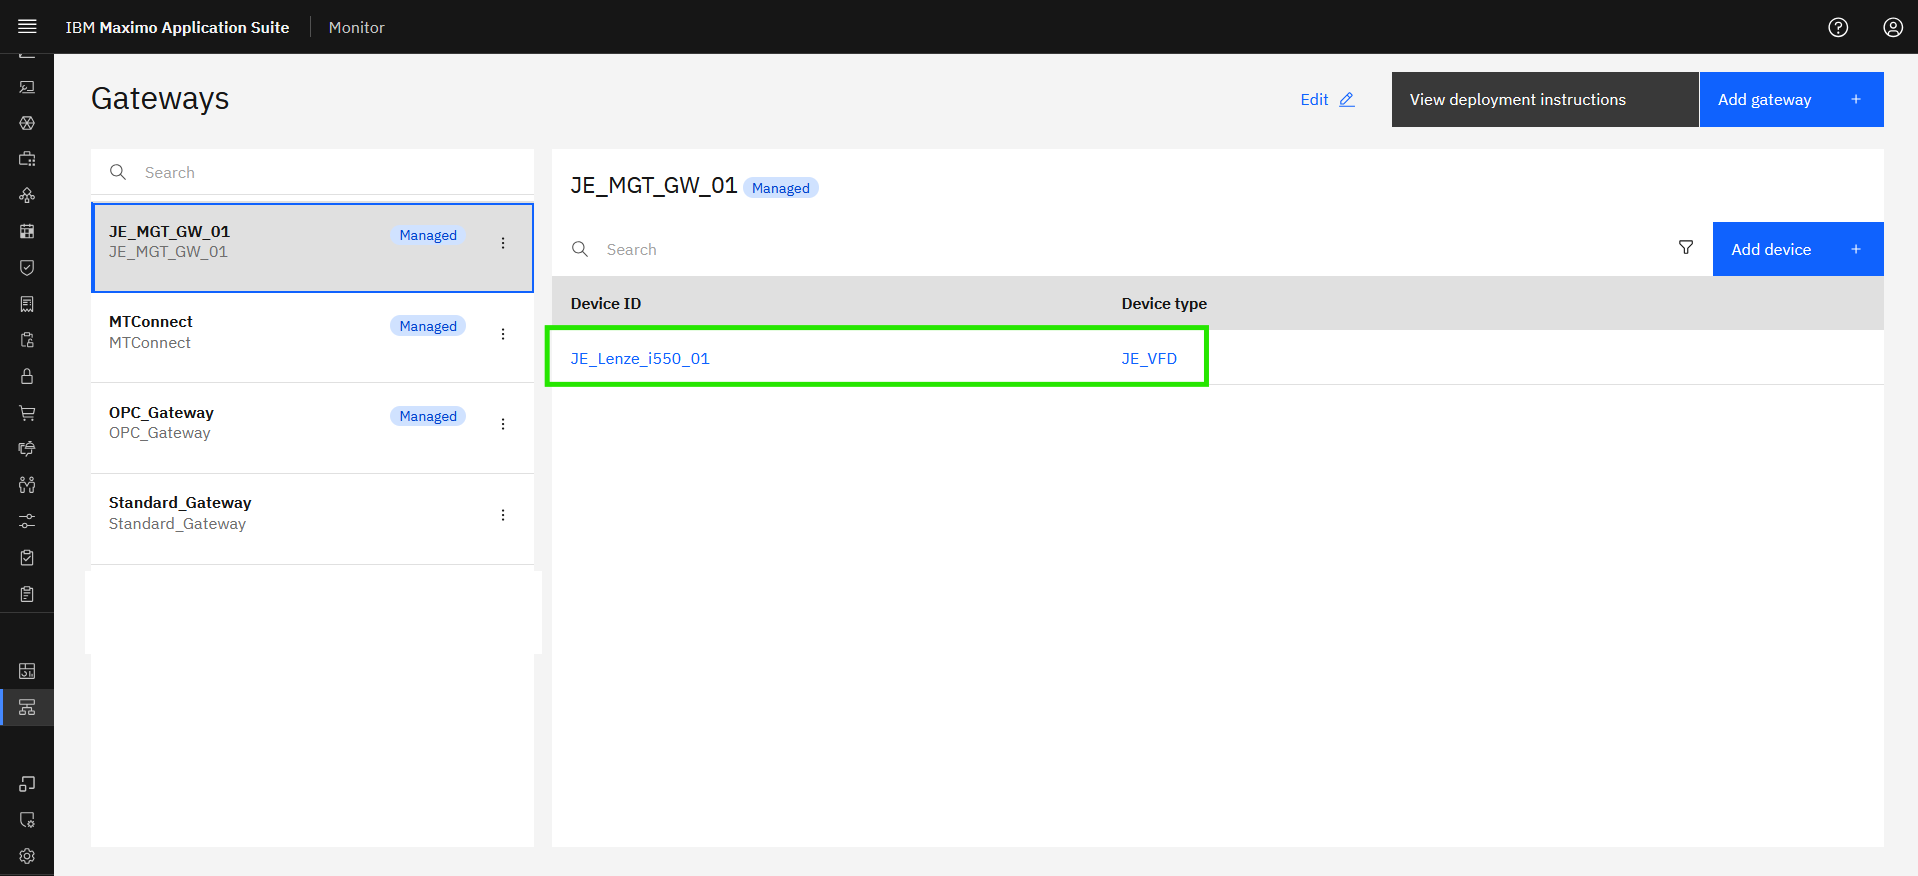 IBM Maximo Application Suite
Monitor
Gateways
Edit
View deployment instructions
Add gateway +
Search
JE_MGT_GW_01
JE_MGT_GW_01
Managed
MTConnect
MTConnect
Managed
OPC_Gateway
OPC_Gateway
Managed
Standard_Gateway
Standard_Gateway
JE_MGT_GW_01 Managed
Search
Add device +
Device ID Device type
JE_Lenze_i550_01 JE_VFD